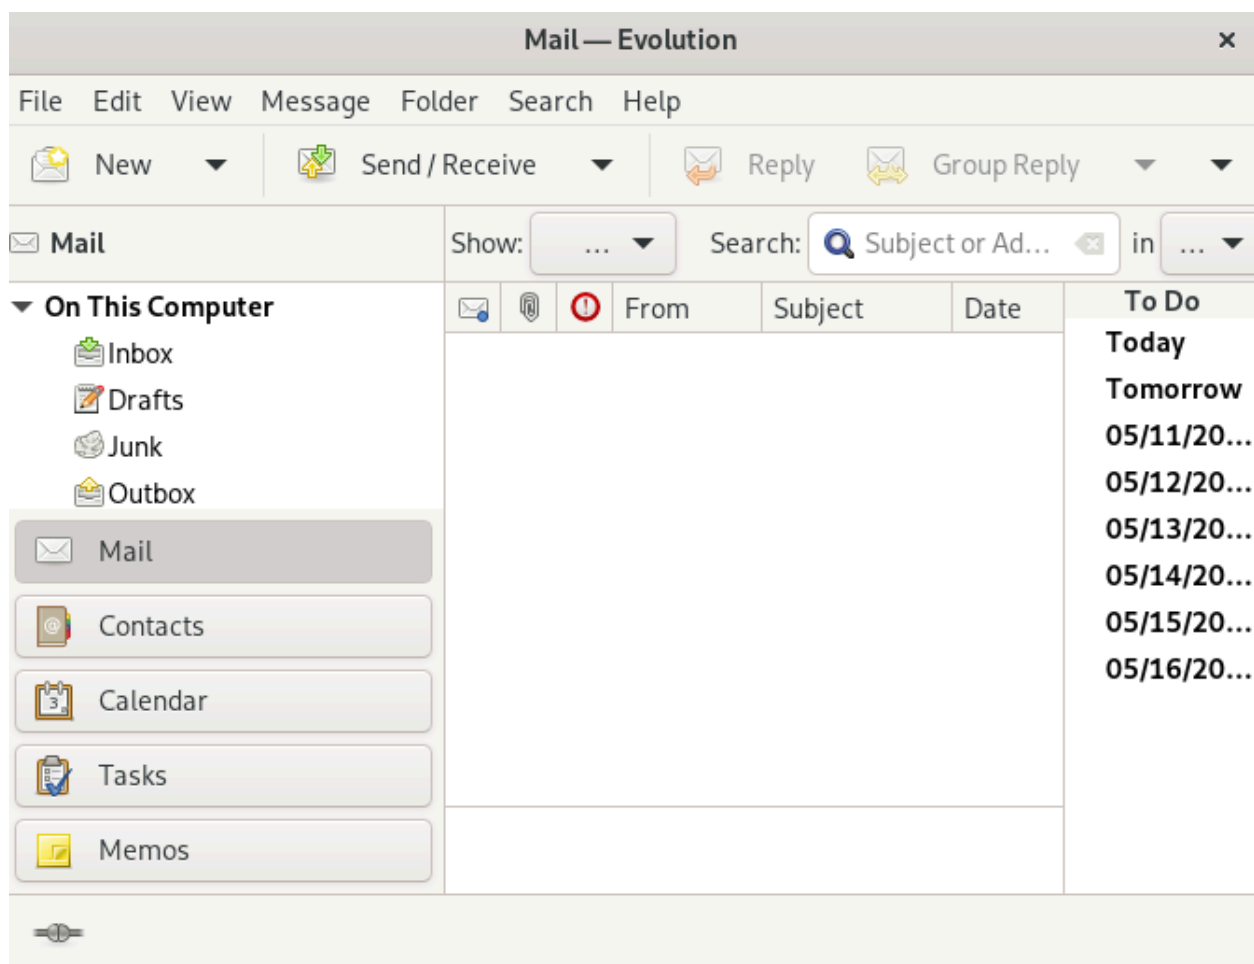 Mail — Evolution
File Edit View Message Folder Search Help
New Send / Receive Reply Group Reply
Mail
Show: ... Search: Subject or Ad... in ...
On This Computer
Inbox
Drafts
Junk
Outbox
Mail
Contacts
Calendar
Tasks
Memos
From Subject Date
To Do
Today
Tomorrow
05/11/20...
05/12/20...
05/13/20...
05/14/20...
05/15/20...
05/16/20...